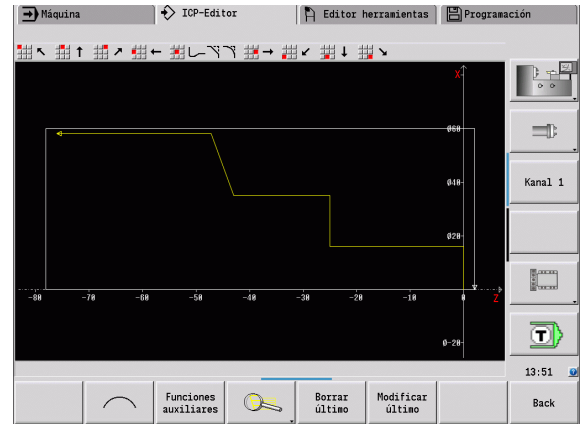 Máquina
ICP-Editor
Editor herramientas
Programación
X
Ø60
Ø40
Ø20
-80 -70 -60 -50 -40 -30 -20 -10 0 Z
Ø-20
Kanal 1
T
13:51
Funciones auxiliares
Borrar último
Modificar último
Back